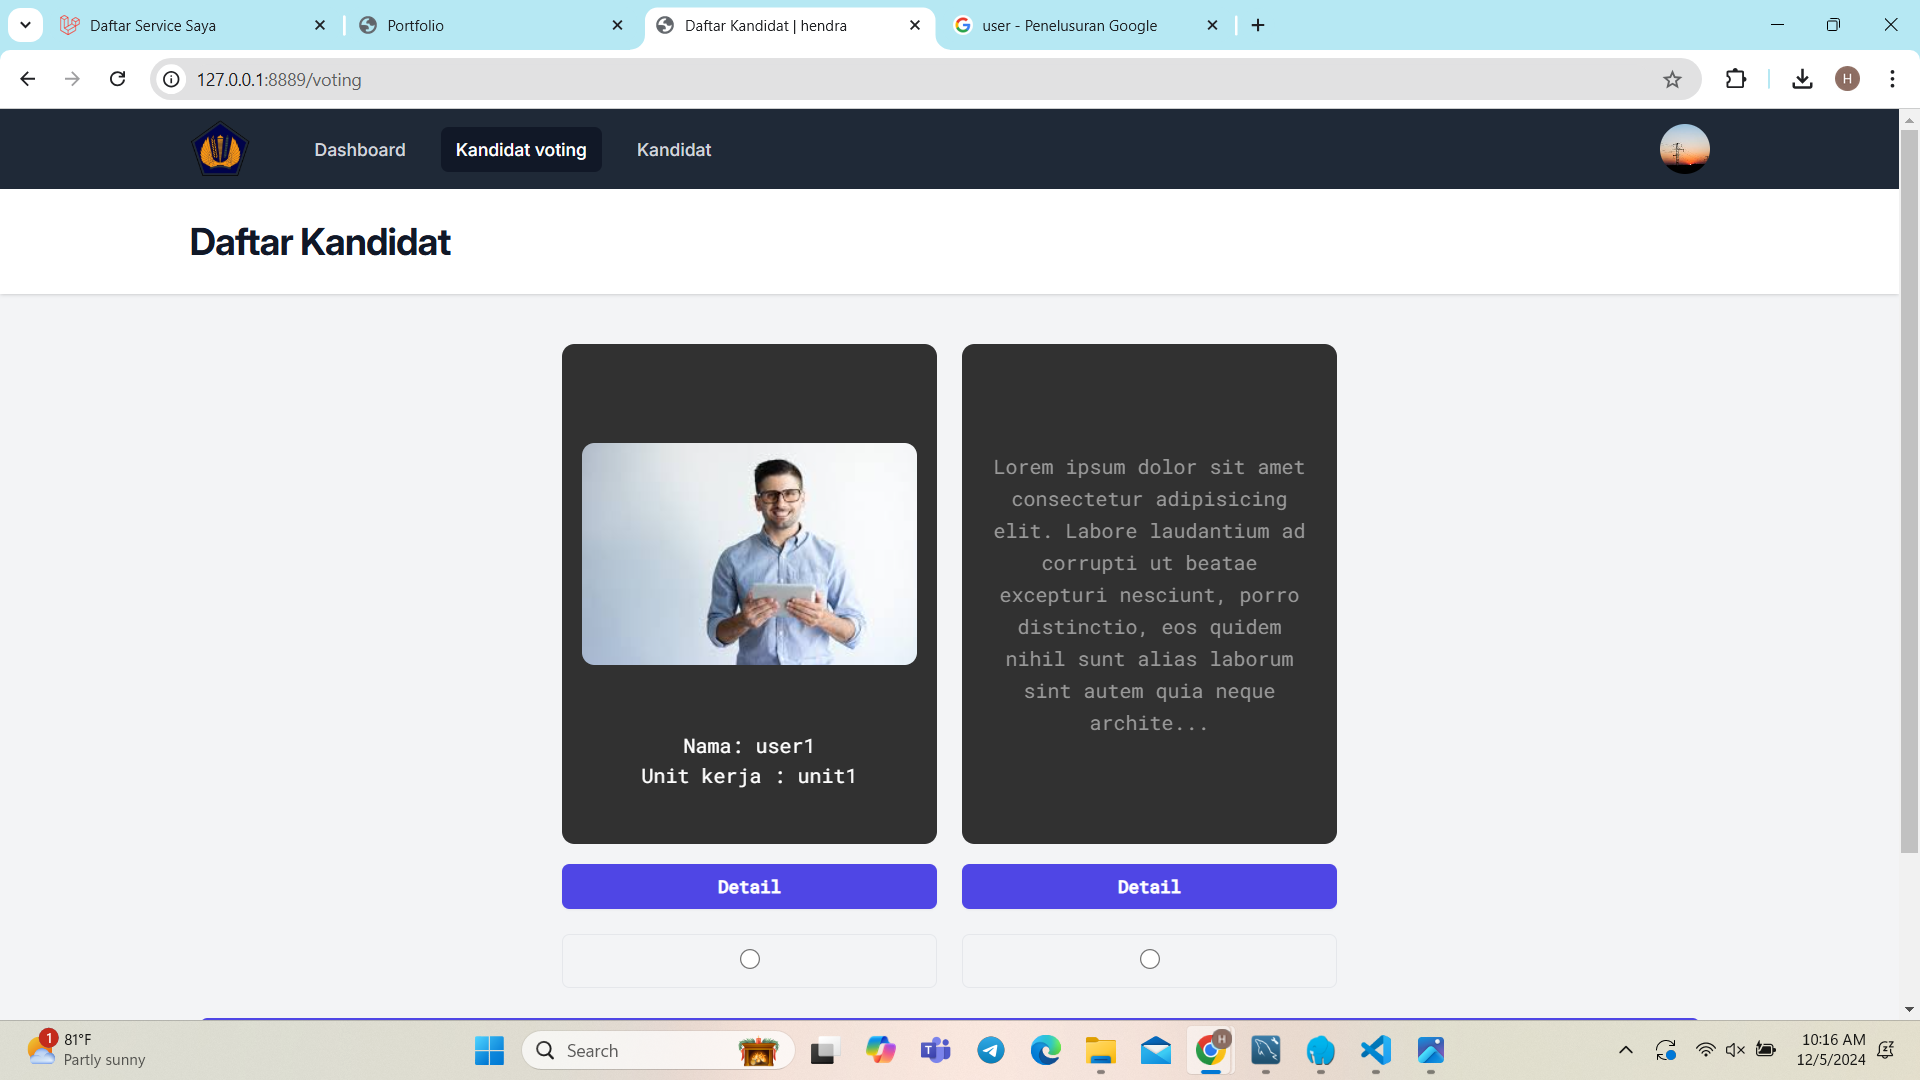 Daftar Service Saya
Portfolio
Daftar Kandidat | hendra
user - Penelusuran Google
127.0.0.1:8889/voting
H
Dashboard
Kandidat voting
Kandidat
Daftar Kandidat
Nama: user1
Unit kerja : unit1
Lorem ipsum dolor sit amet
consectetur adipisicing
elit. Labore laudantium ad
corrupti ut beatae
excepturi nesciunt, porro
distinctio, eos quidem
nihil sunt alias laborum
sint autem quia neque
archite...
Detail
Detail
1
81°F
Partly sunny
Search
H
10:16 AM
12/5/2024